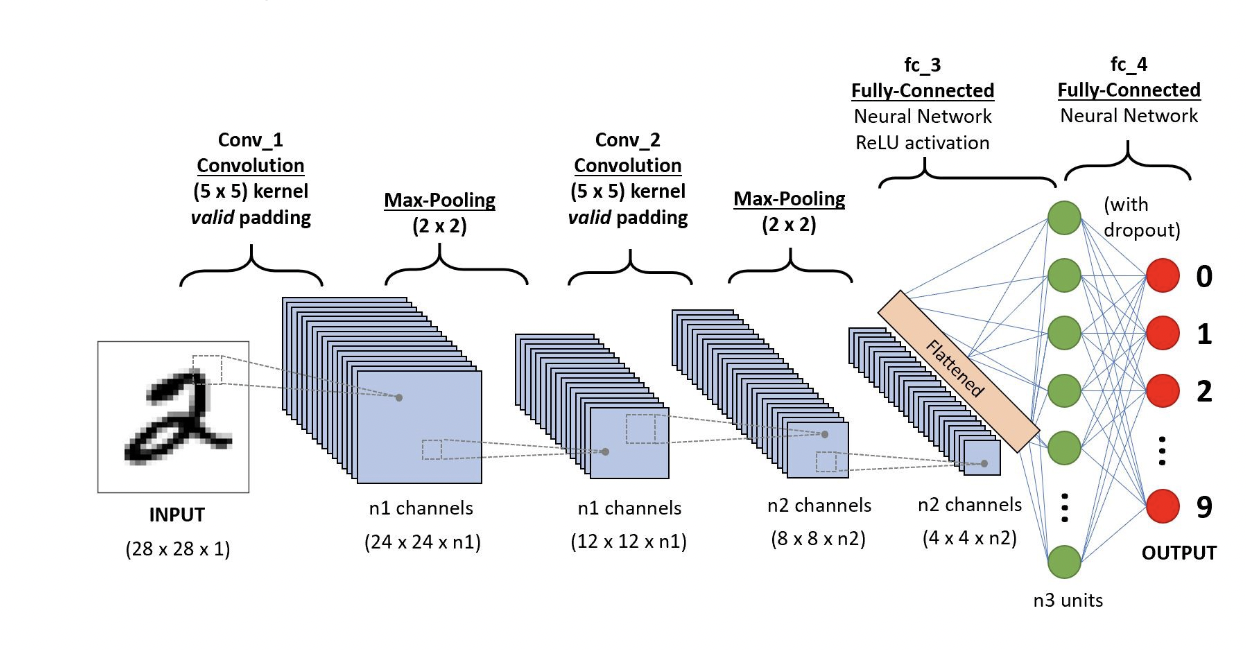 Conv_1
Convolution
(5 x 5) kernel
valid padding
Max-Pooling
(2 x 2)
Conv_2
Convolution
(5 x 5) kernel
valid padding
Max-Pooling
(2 x 2)
fc_3
Fully-Connected
Neural Network
ReLU activation
fc_4
Fully-Connected
Neural Network
(with
dropout)
2
INPUT
(28 x 28 x 1)
n1 channels
(24 x 24 x n1)
n1 channels
(12 x 12 x n1)
n2 channels
(8 x 8 x n2)
n2 channels
(4 x 4 x n2)
Flattened
n3 units
0
1
2
9
OUTPUT